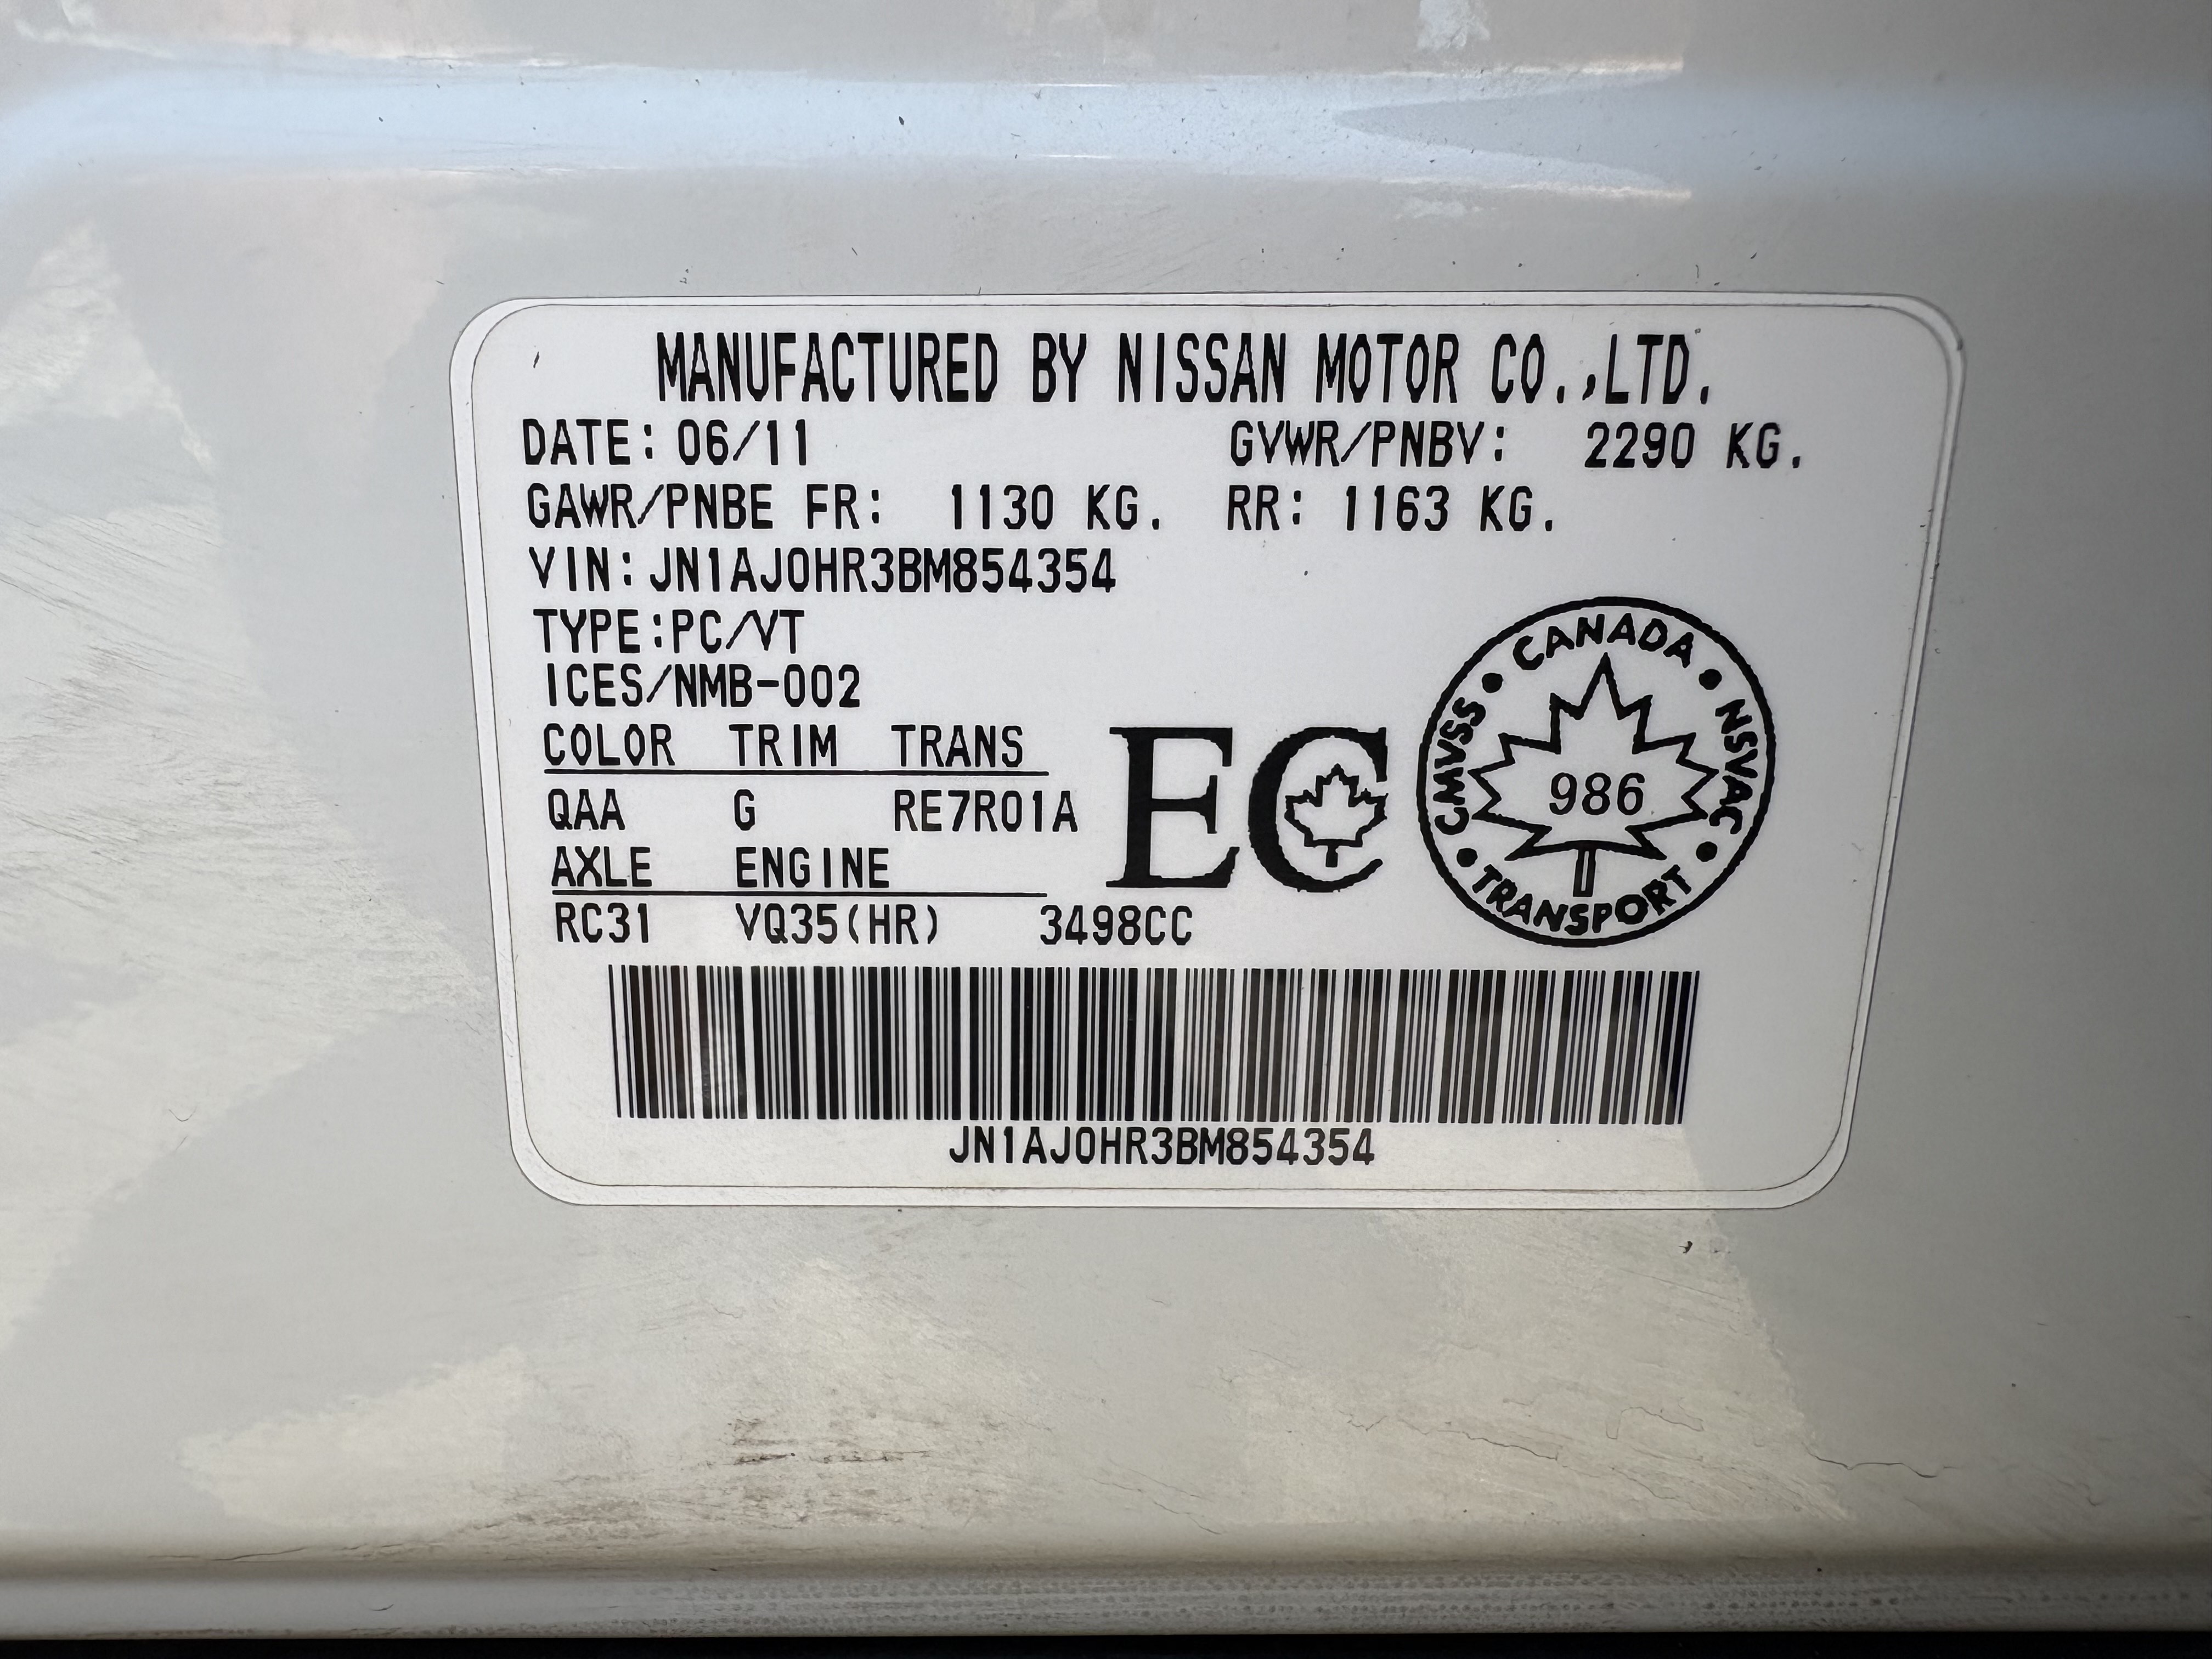 MANUFACTURED BY NISSAN MOTOR CO.,LTD.
DATE: 06/11 GVWR/PNBV: 2290 KG.
GAWR/PNBE FR: 1130 KG. RR: 1163 KG.
VIN: JN1AJ0HR3BM854354
TYPE:PC/VT
ICES/NMB-002
COLOR TRIM TRANS
QAA G RE7R01A
AXLE ENGINE
RC31 VQ35(HR) 3498CC
EC
CANADA • NSVAC • TRANSPORT • CMVSS •
986
JN1AJ0HR3BM854354